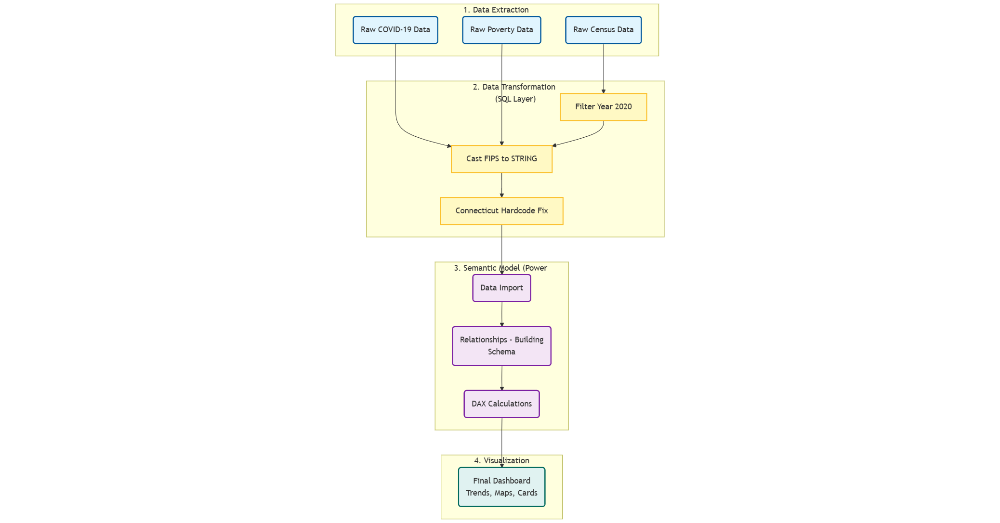 1. Data Extraction
Raw COVID-19 Data
Raw Poverty Data
Raw Census Data
2. Data Transformation
(SQL Layer)
Filter Year 2020
Cast FIPS to STRING
Connecticut Hardcode Fix
3. Semantic Model (Power
Data Import
Relationships - Building
Schema
DAX Calculations
4. Visualization
Final Dashboard
Trends, Maps, Cards